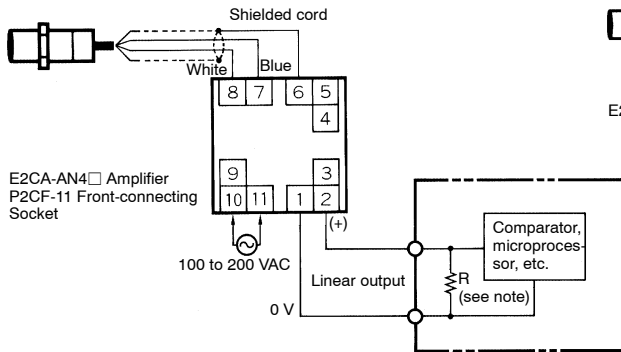 Shielded cord
White
Blue
8 7 6 5
4
E2
9 3
10 11 1 2
E2CA-AN4□ Amplifier
P2CF-11 Front-connecting
Socket
(+)
100 to 200 VAC
Linear output
0 V
Comparator,
microproces-
sor, etc.
R
(see note)